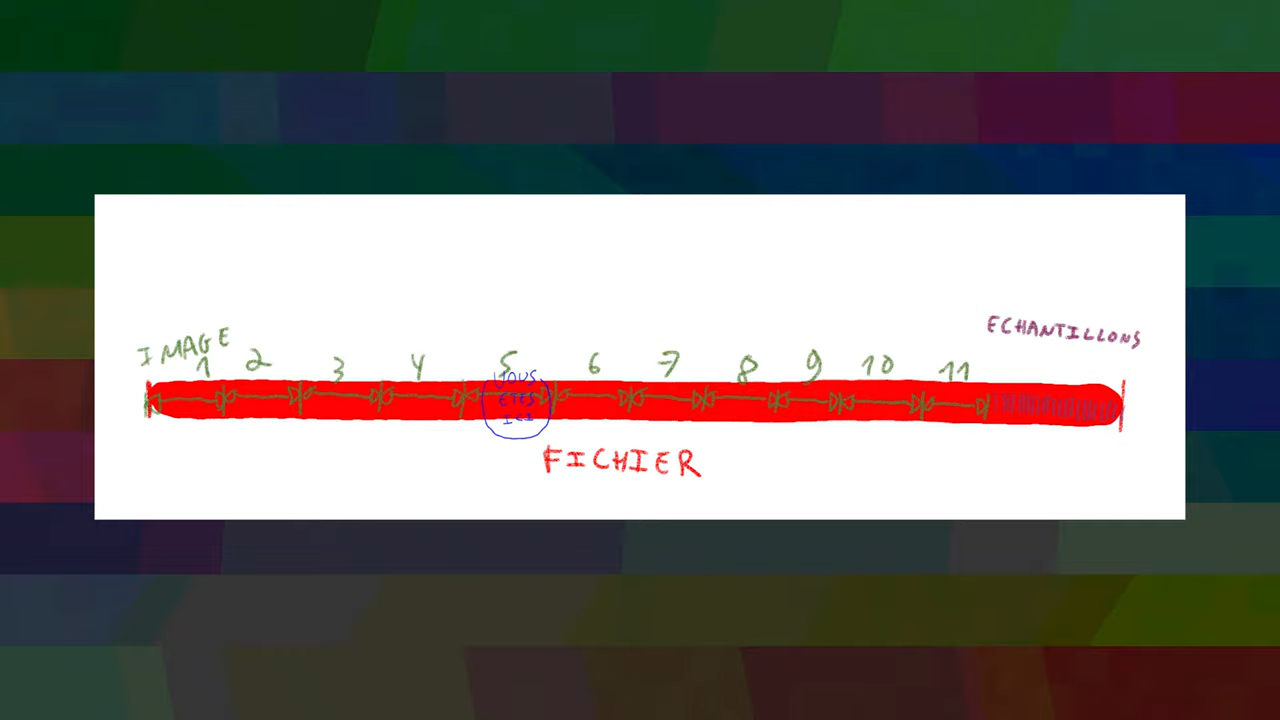 IMAGE
1 2 3 4 5 6 7 8 9 10 11
ECHANTILLONS
VOUS
ETES
ICI
FICHIER